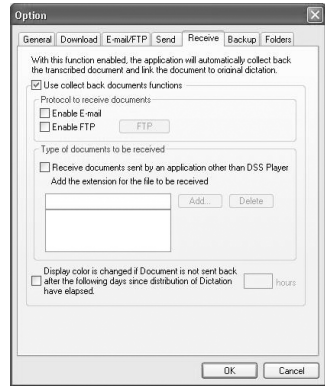 Option
General Download E-mail/FTP Send Receive Backup Folders
With this function enabled, the application will automatically collect back
the transcribed document and link the document to original dictation.
Use collect back documents functions
Protocol to receive documents
Enable E-mail
Enable FTP FTP
Type of documents to be received
Receive documents sent by an application other than DSS Player
Add the extension for the file to be received
Add... Delete
Display color is changed if Document is not sent back
after the following days since distribution of Dictation hours
have elapsed.
OK Cancel